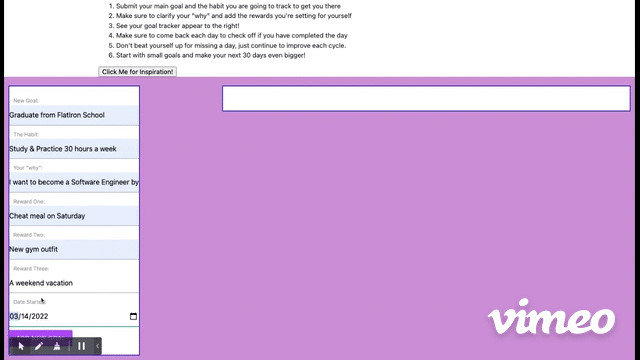 1. Submit your main goal and the habit you are going to track to get you there
2. Make sure to clarify your "why" and add the rewards you're setting for yourself
3. See your goal tracker appear to the right!
4. Make sure to come back each day to check off if you have completed the day
5. Don't beat yourself up for missing a day, just continue to improve each cycle.
6. Start with small goals and make your next 30 days even bigger!
Click Me for Inspiration!
New Goal:
Graduate from FlatIron School
The Habit:
Study & Practice 30 hours a week
Your "why":
I want to become a Software Engineer by
Reward One:
Cheat meal on Saturday
Reward Two:
New gym outfit
Reward Three:
A weekend vacation
Date Started:
03/14/2022
vimeo